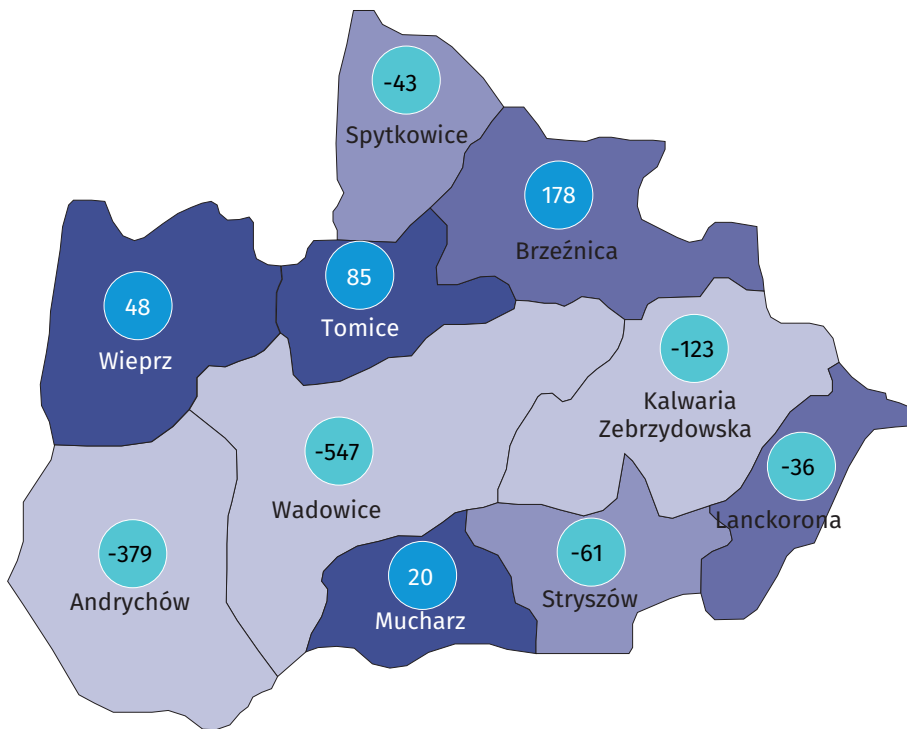 -43
Spytkowice
178
Brzeźnica
85
Tomice
48
Wieprz
-123
Kalwaria
Zebrzydowska
-547
Wadowice
-36
Lanckorona
-379
Andrychów
20
Mucharz
-61
Stryszów